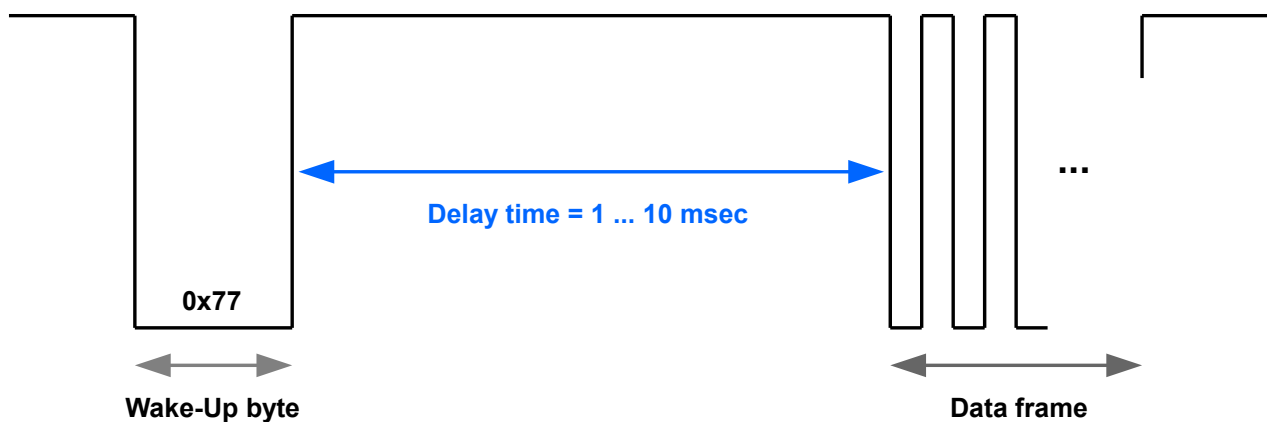 ...
Delay time = 1 ... 10 msec
0x77
Wake-Up byte
Data frame